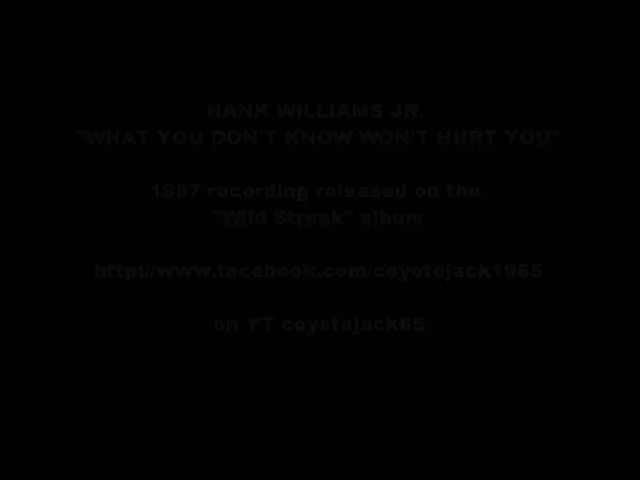 HANK WILLIAMS JR.
"WHAT YOU DON'T KNOW WON'T HURT YOU"
1987 recording released on the
"Wild Streak" album
http://www.facebook.com/coyotejack1965
on YT coyotejack65